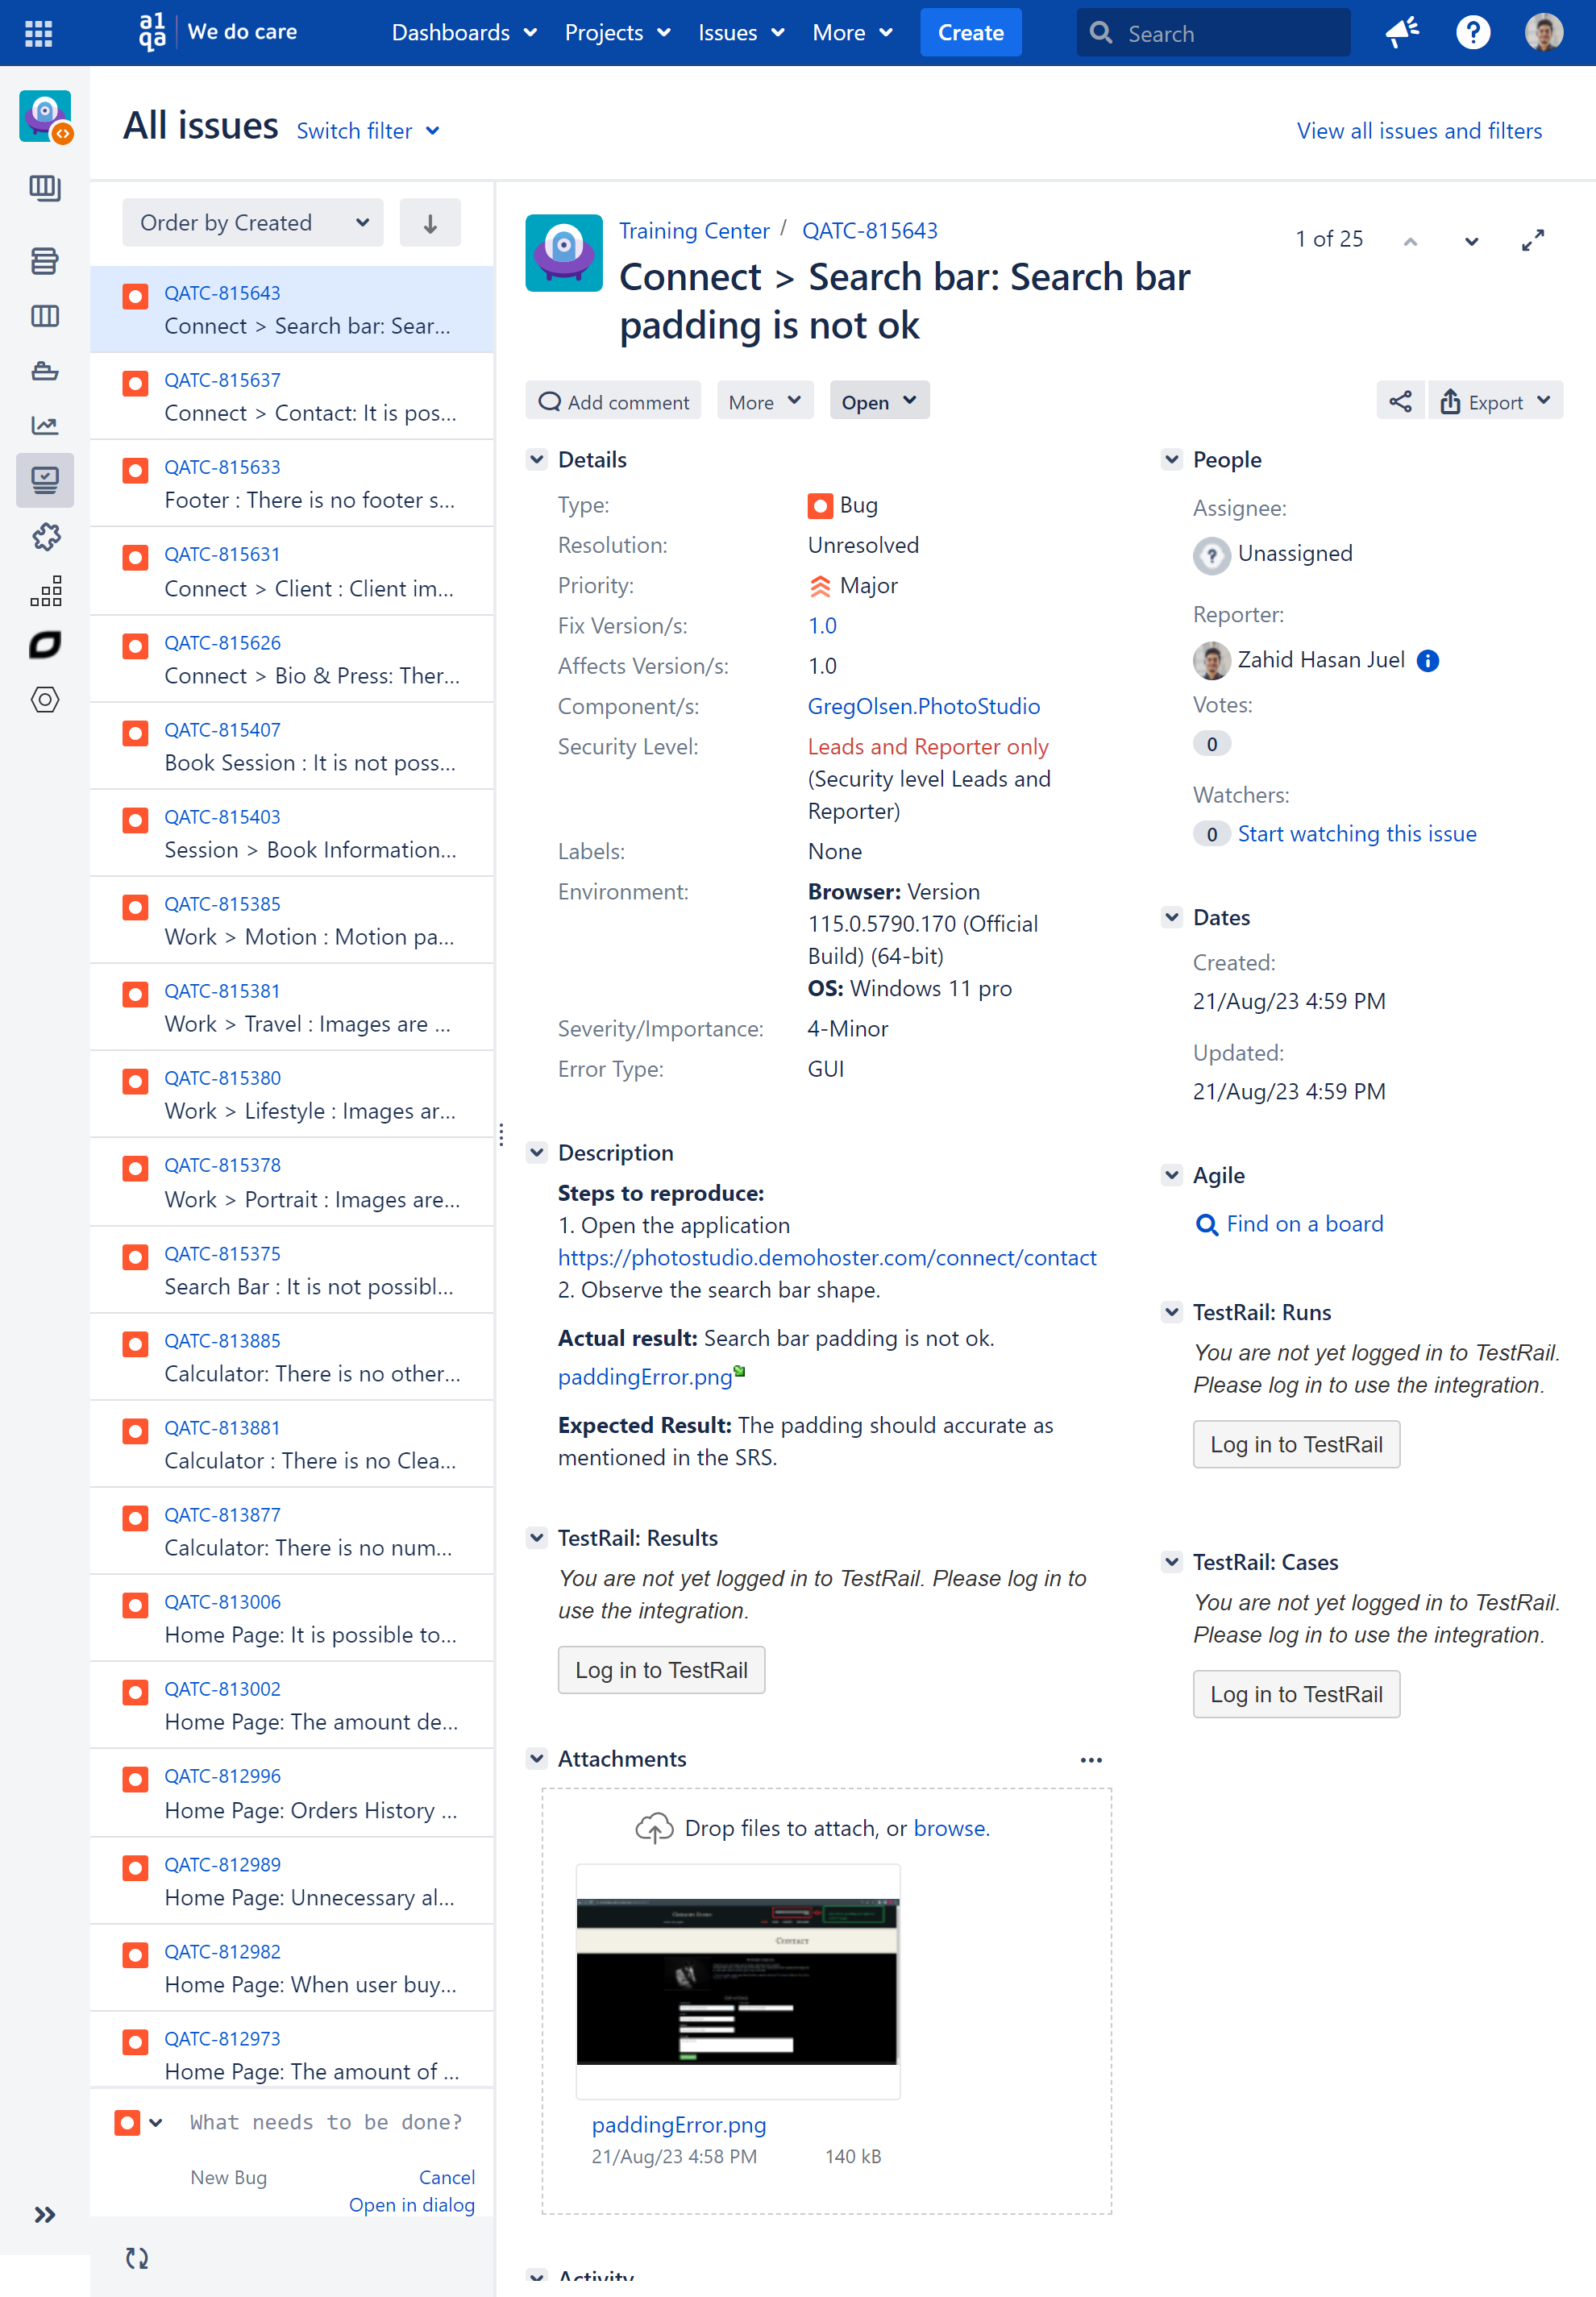 a1qa We do care Dashboards Projects Issues More Create Search
All issues Switch filter View all issues and filters
Order by Created
QATC-815643
Connect > Search bar: Sear...
QATC-815637
Connect > Contact: It is pos...
QATC-815633
Footer : There is no footer s...
QATC-815631
Connect > Client : Client im...
QATC-815626
Connect > Bio & Press: Ther...
QATC-815407
Book Session : It is not poss...
QATC-815403
Session > Book Information...
QATC-815385
Work > Motion : Motion pa...
QATC-815381
Work > Travel : Images are ...
QATC-815380
Work > Lifestyle : Images ar...
QATC-815378
Work > Portrait : Images are...
QATC-815375
Search Bar : It is not possibl...
QATC-813885
Calculator: There is no other...
QATC-813881
Calculator : There is no Clea...
QATC-813877
Calculator: There is no num...
QATC-813006
Home Page: It is possible to...
QATC-813002
Home Page: The amount de...
QATC-812996
Home Page: Orders History ...
QATC-812989
Home Page: Unnecessary al...
QATC-812982
Home Page: When user buy...
QATC-812973
Home Page: The amount of ...
What needs to be done?
New Bug Cancel
Open in dialog
Training Center / QATC-815643
1 of 25
Connect > Search bar: Search bar
padding is not ok
Add comment More Open Export
Details
Type: Bug
Resolution: Unresolved
Priority: Major
Fix Version/s: 1.0
Affects Version/s: 1.0
Component/s: GregOlsen.PhotoStudio
Security Level: Leads and Reporter only
(Security level Leads and
Reporter)
Labels: None
Environment: Browser: Version
115.0.5790.170 (Official
Build) (64-bit)
OS: Windows 11 pro
Severity/Importance: 4-Minor
Error Type: GUI
Description
Steps to reproduce:
1. Open the application
https://photostudio.demohoster.com/connect/contact
2. Observe the search bar shape.
Actual result: Search bar padding is not ok.
paddingError.png
Expected Result: The padding should accurate as
mentioned in the SRS.
TestRail: Results
You are not yet logged in to TestRail. Please log in to
use the integration.
Log in to TestRail
Attachments
Drop files to attach, or browse.
Contact
paddingError.png
21/Aug/23 4:58 PM 140 kB
Activity
People
Assignee:
Unassigned
Reporter:
Zahid Hasan Juel
Votes:
0
Watchers:
0 Start watching this issue
Dates
Created:
21/Aug/23 4:59 PM
Updated:
21/Aug/23 4:59 PM
Agile
Find on a board
TestRail: Runs
You are not yet logged in to TestRail.
Please log in to use the integration.
Log in to TestRail
TestRail: Cases
You are not yet logged in to TestRail.
Please log in to use the integration.
Log in to TestRail